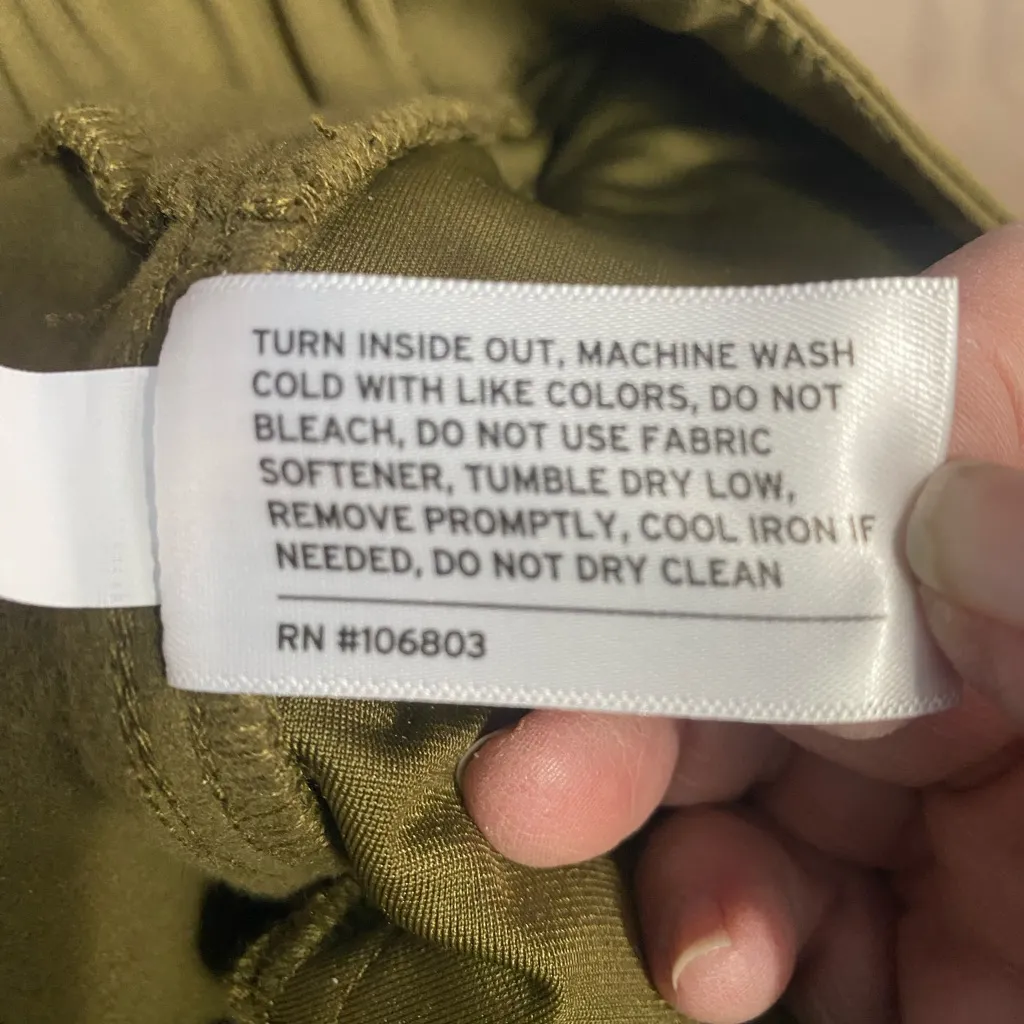 TURN INSIDE OUT, MACHINE WASH
COLD WITH LIKE COLORS, DO NOT
BLEACH, DO NOT USE FABRIC
SOFTENER, TUMBLE DRY LOW,
REMOVE PROMPTLY, COOL IRON IF
NEEDED, DO NOT DRY CLEAN
RN #106803